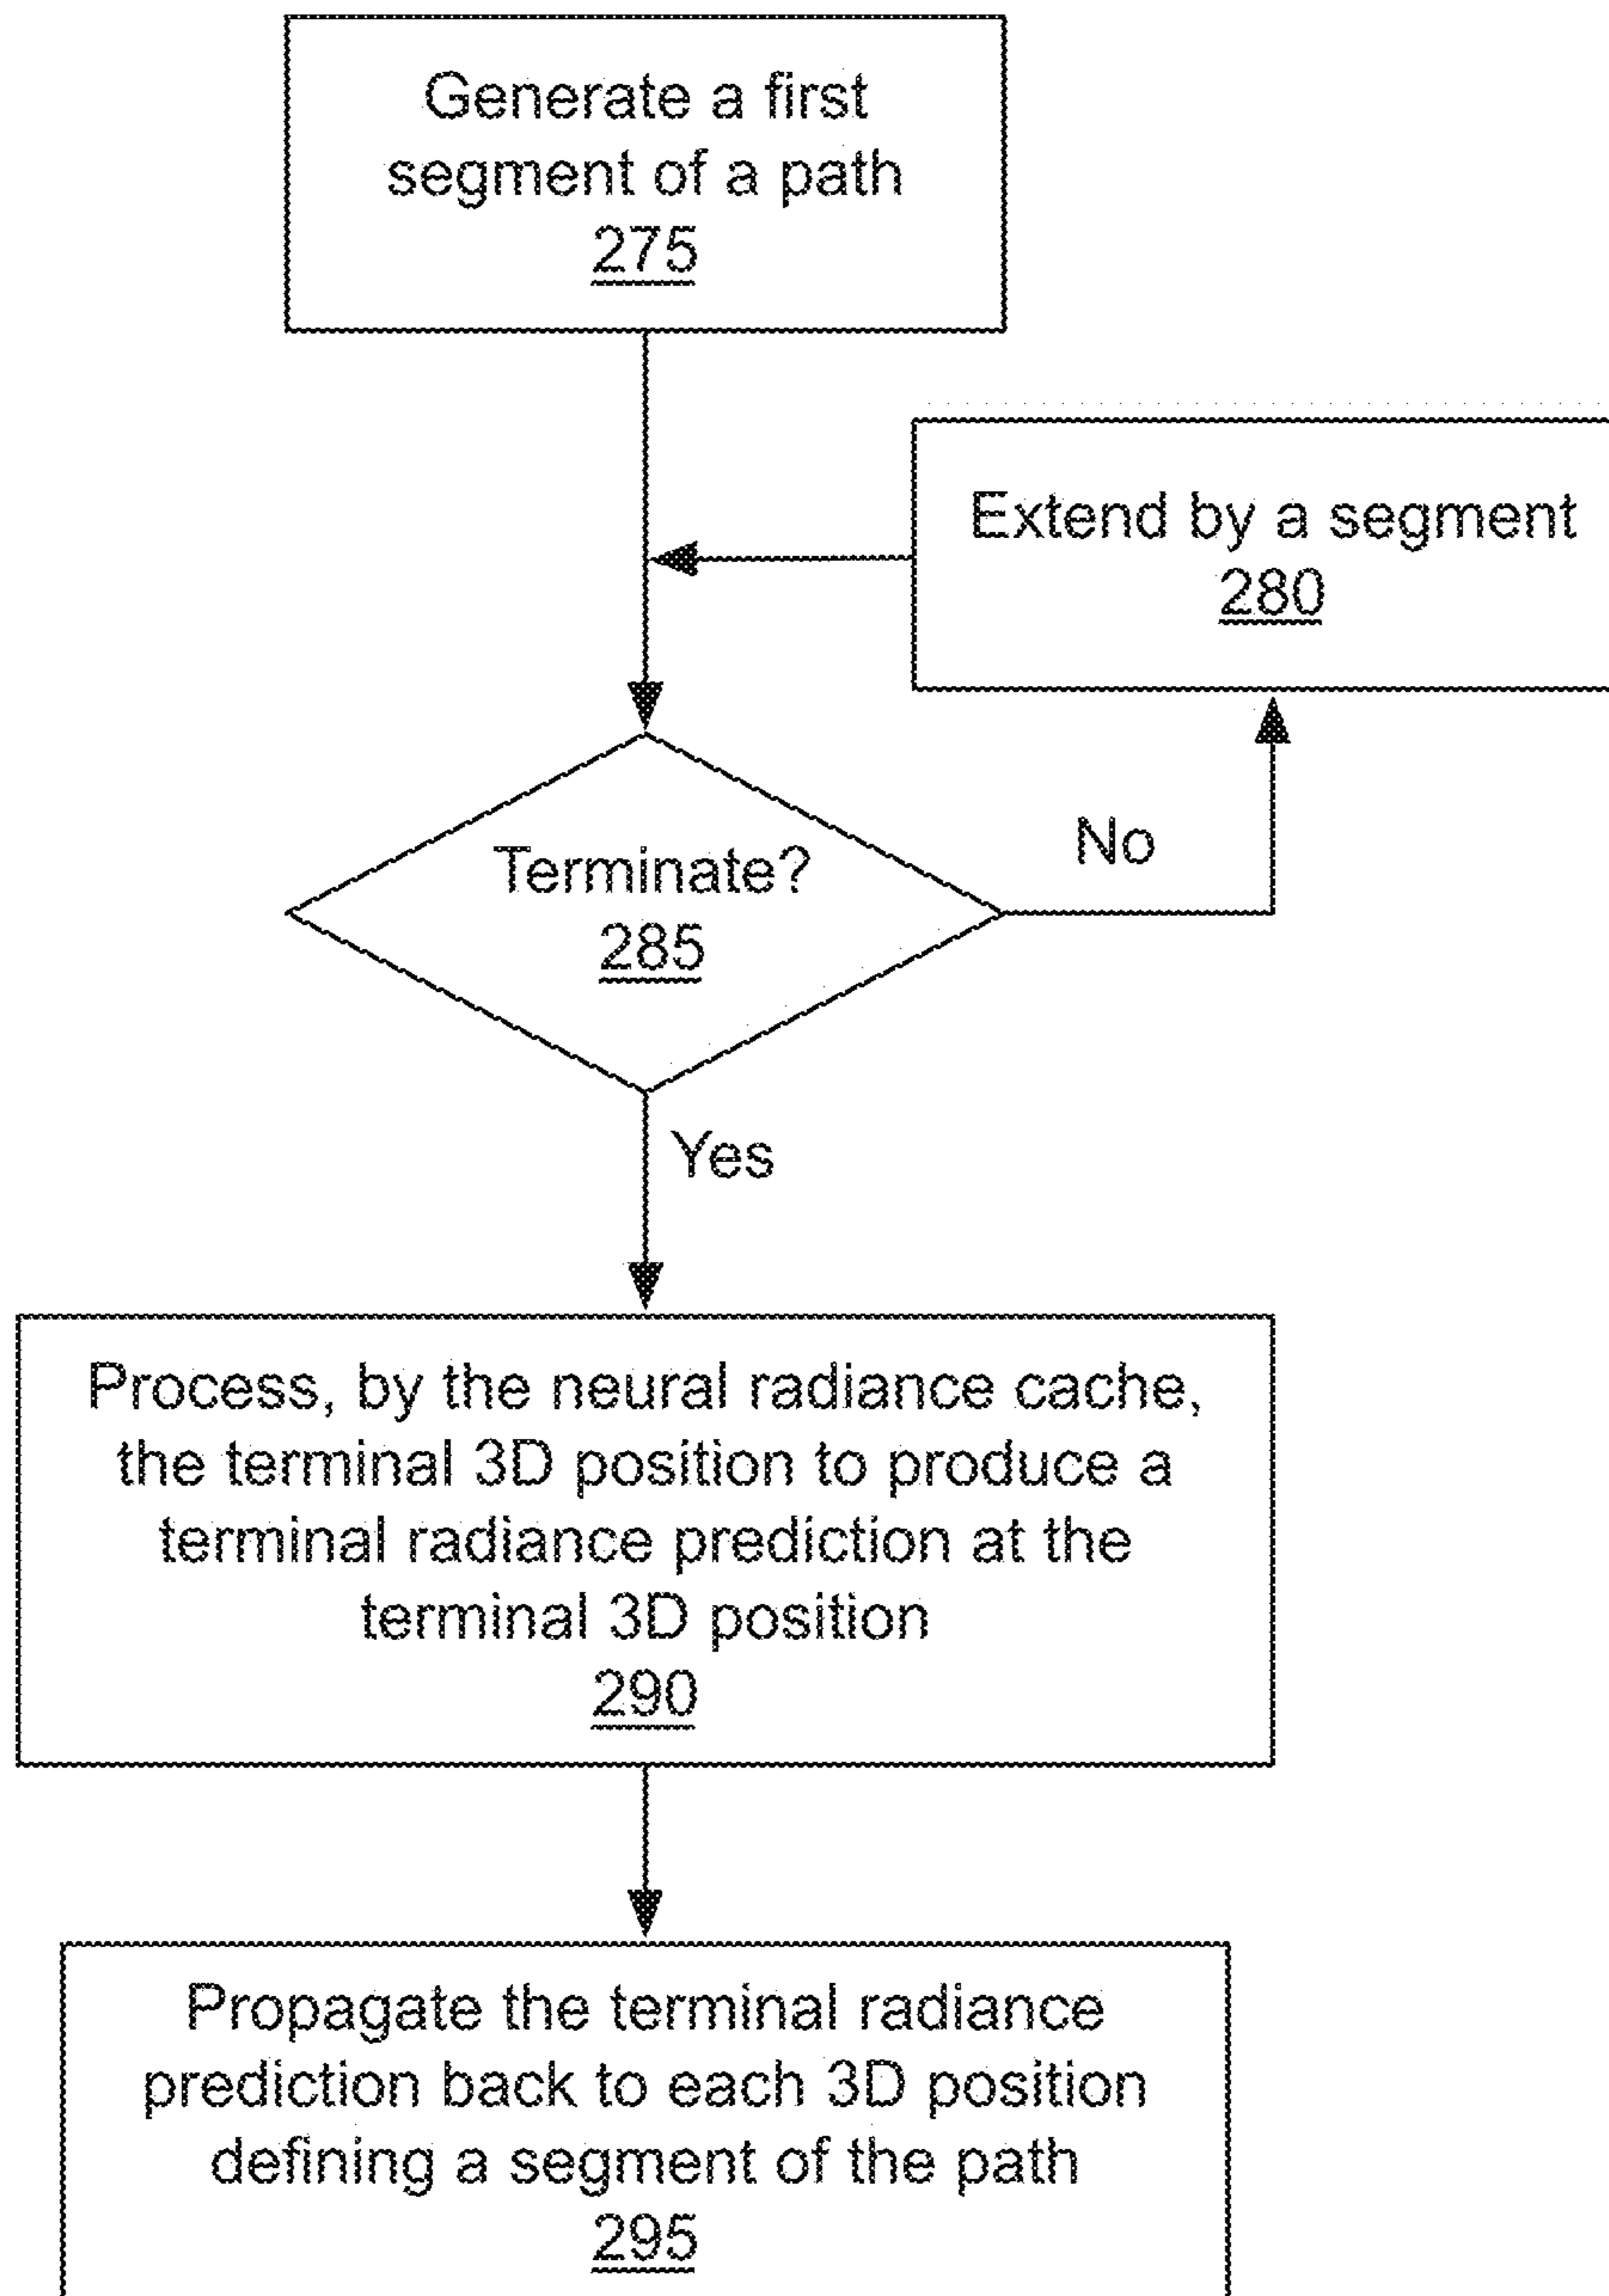 Generate a first
segment of a path
275
Extend by a segment
280
Terminate?
285
No
Yes
Process, by the neural radiance cache,
the terminal 3D position to produce a
terminal radiance prediction at the
terminal 3D position
290
Propagate the terminal radiance
prediction back to each 3D position
defining a segment of the path
295